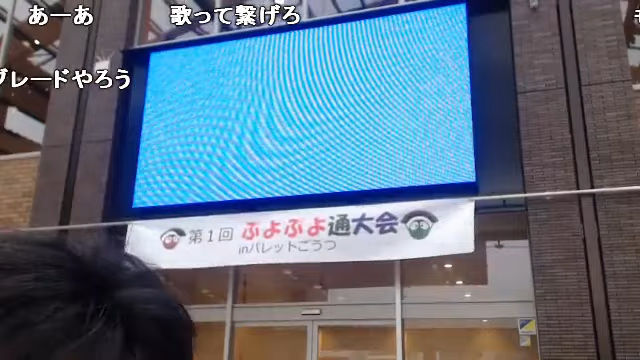 あーあ
歌って繋げろ
ブレードやろう
第1回 ぷよぷよ通大会
inパレットごうつ